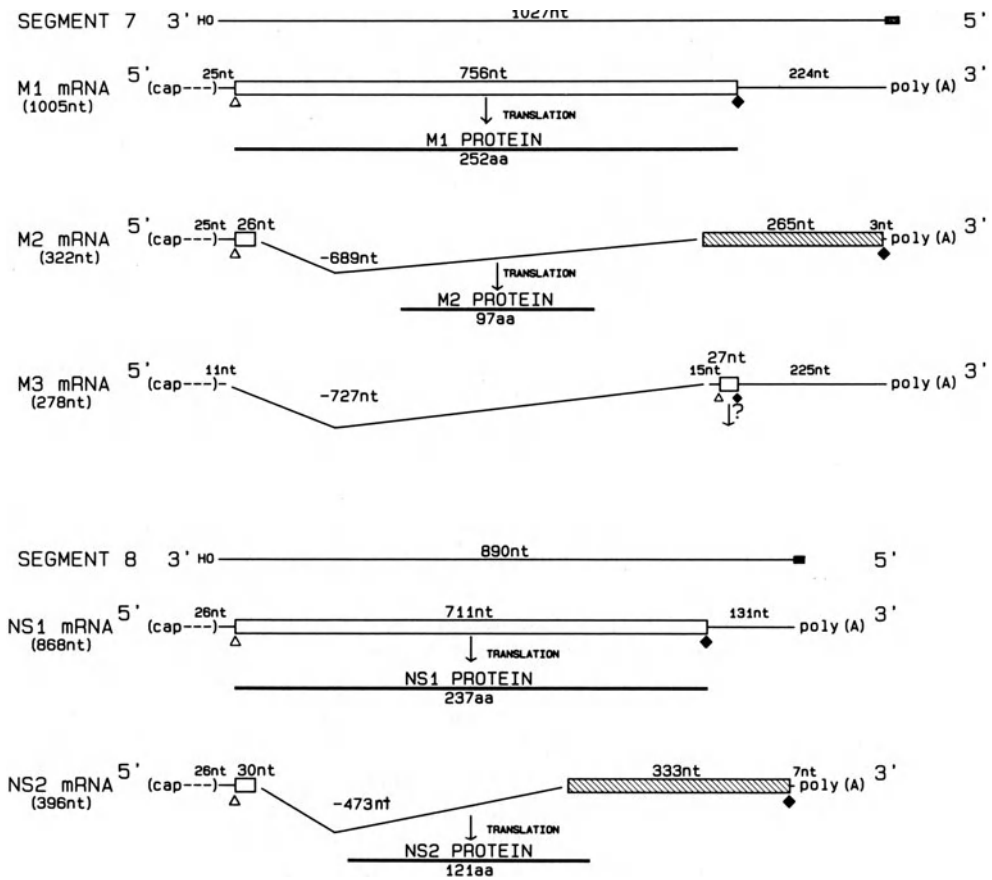 1027nt
SEGMENT 7 3' HO 5'
M1 mRNA 5' (cap---) 25nt 756nt 224nt poly(A) 3'
(1005nt)
TRANSLATION
M1 PROTEIN
252aa
M2 mRNA 5' (cap---) 25nt 26nt 265nt 3nt poly(A) 3'
(322nt)
-689nt
TRANSLATION
M2 PROTEIN
97aa
M3 mRNA 5' (cap---) 11nt 15nt 27nt 225nt poly(A) 3'
(278nt)
-727nt
?
SEGMENT 8 3' HO 890nt 5'
NS1 mRNA 5' (cap---) 26nt 711nt 131nt poly(A) 3'
(868nt)
TRANSLATION
NS1 PROTEIN
237aa
NS2 mRNA 5' (cap---) 26nt 30nt 333nt 7nt poly(A) 3'
(396nt)
-473nt
TRANSLATION
NS2 PROTEIN
121aa